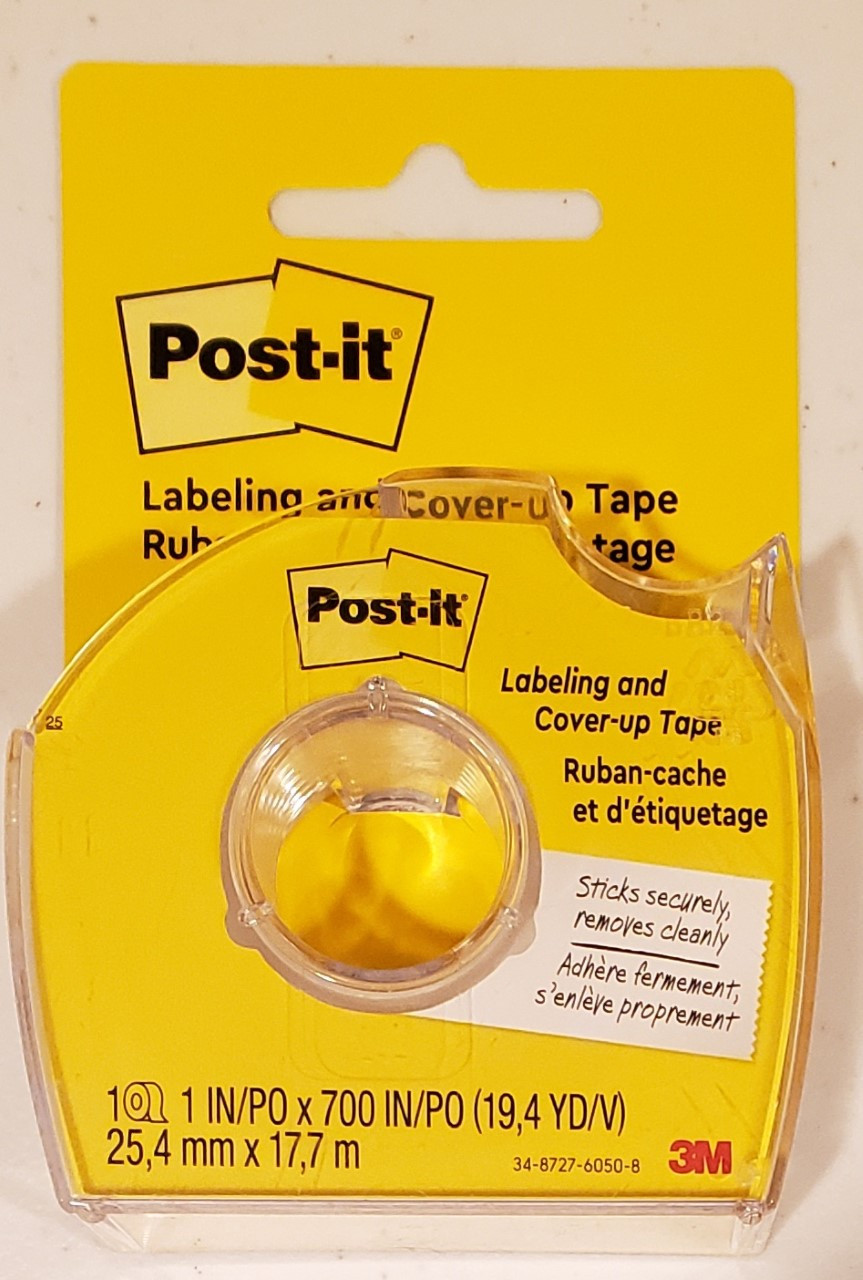 Post-it®
Labeling and Cover-up Tape
tage
Post-it®
Labeling and
Cover-up Tape
Ruban-cache
et d'étiquetage
25
Sticks securely,
removes cleanly
Adhère fermement,
s'enlève proprement
1 1 IN/PO x 700 IN/PO (19,4 YD/V)
25,4 mm x 17,7 m
34-8727-6050-8
3M